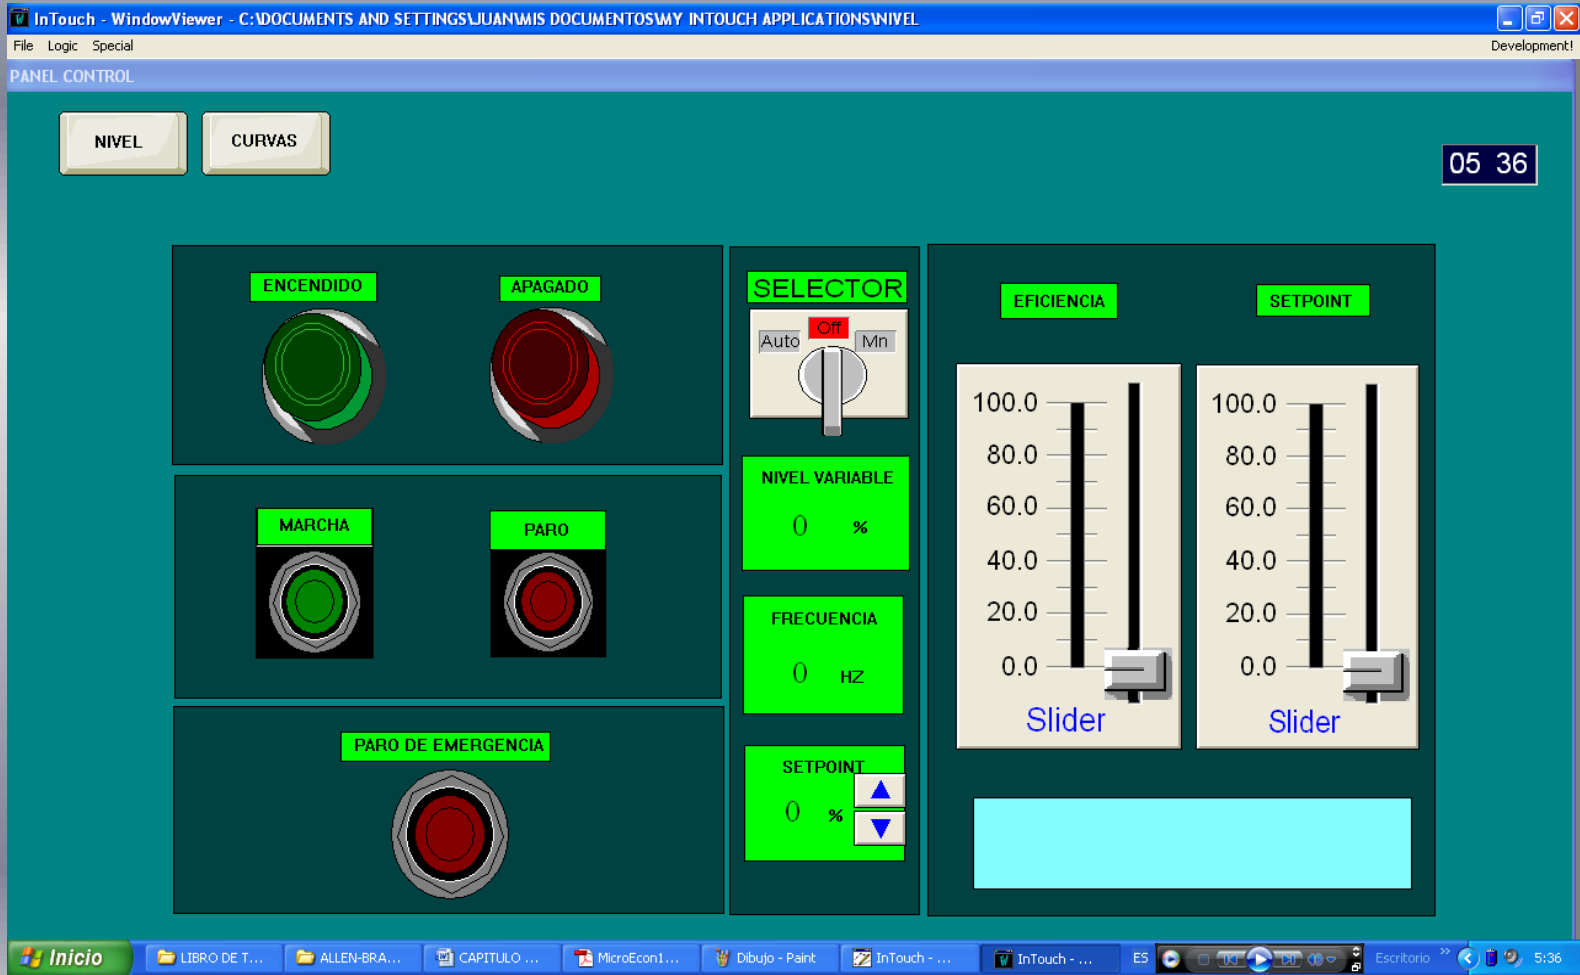 InTouch - WindowViewer - C:\DOCUMENTS AND SETTINGS\JUAN\MIS DOCUMENTOS\MY INTOUCH APPLICATIONS\NIVEL
File Logic Special Development!
PANEL CONTROL
NIVEL CURVAS
05 36
ENCENDIDO APAGADO
SELECTOR
Auto Off Mn
EFICIENCIA SETPOINT
100.0 100.0
80.0 80.0
60.0 60.0
40.0 40.0
20.0 20.0
0.0 0.0
Slider Slider
NIVEL VARIABLE
0 %
MARCHA PARO
FRECUENCIA
0 HZ
PARO DE EMERGENCIA
SETPOINT
0 %
Inicio LIBRO DE T... ALLEN-BRA... CAPITULO ... MicroEcon1... Dibujo - Paint InTouch - ... InTouch - ... ES Escritorio » 5:36